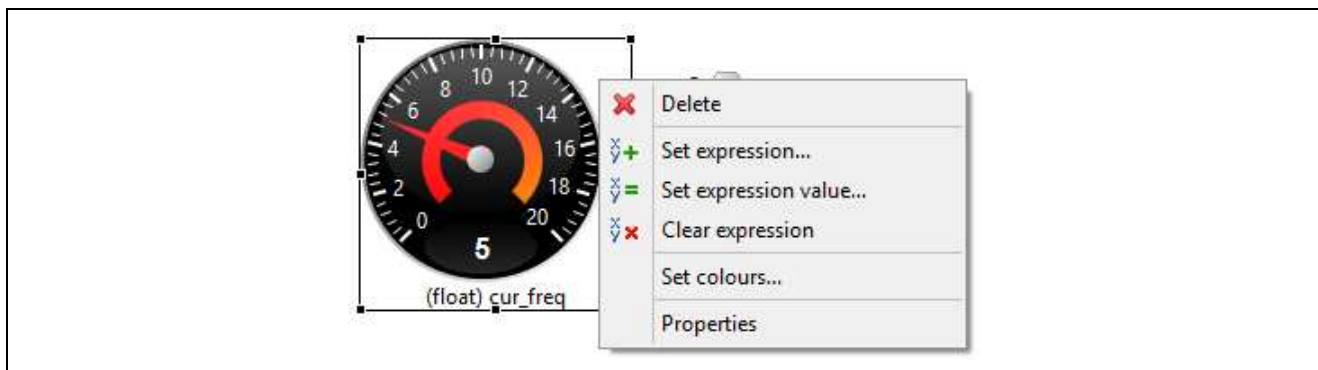 10
8
12
6
14
4
16
2
18
0
20
5
(float) cur_freq
Delete
Set expression...
Set expression value...
Clear expression
Set colours...
Properties